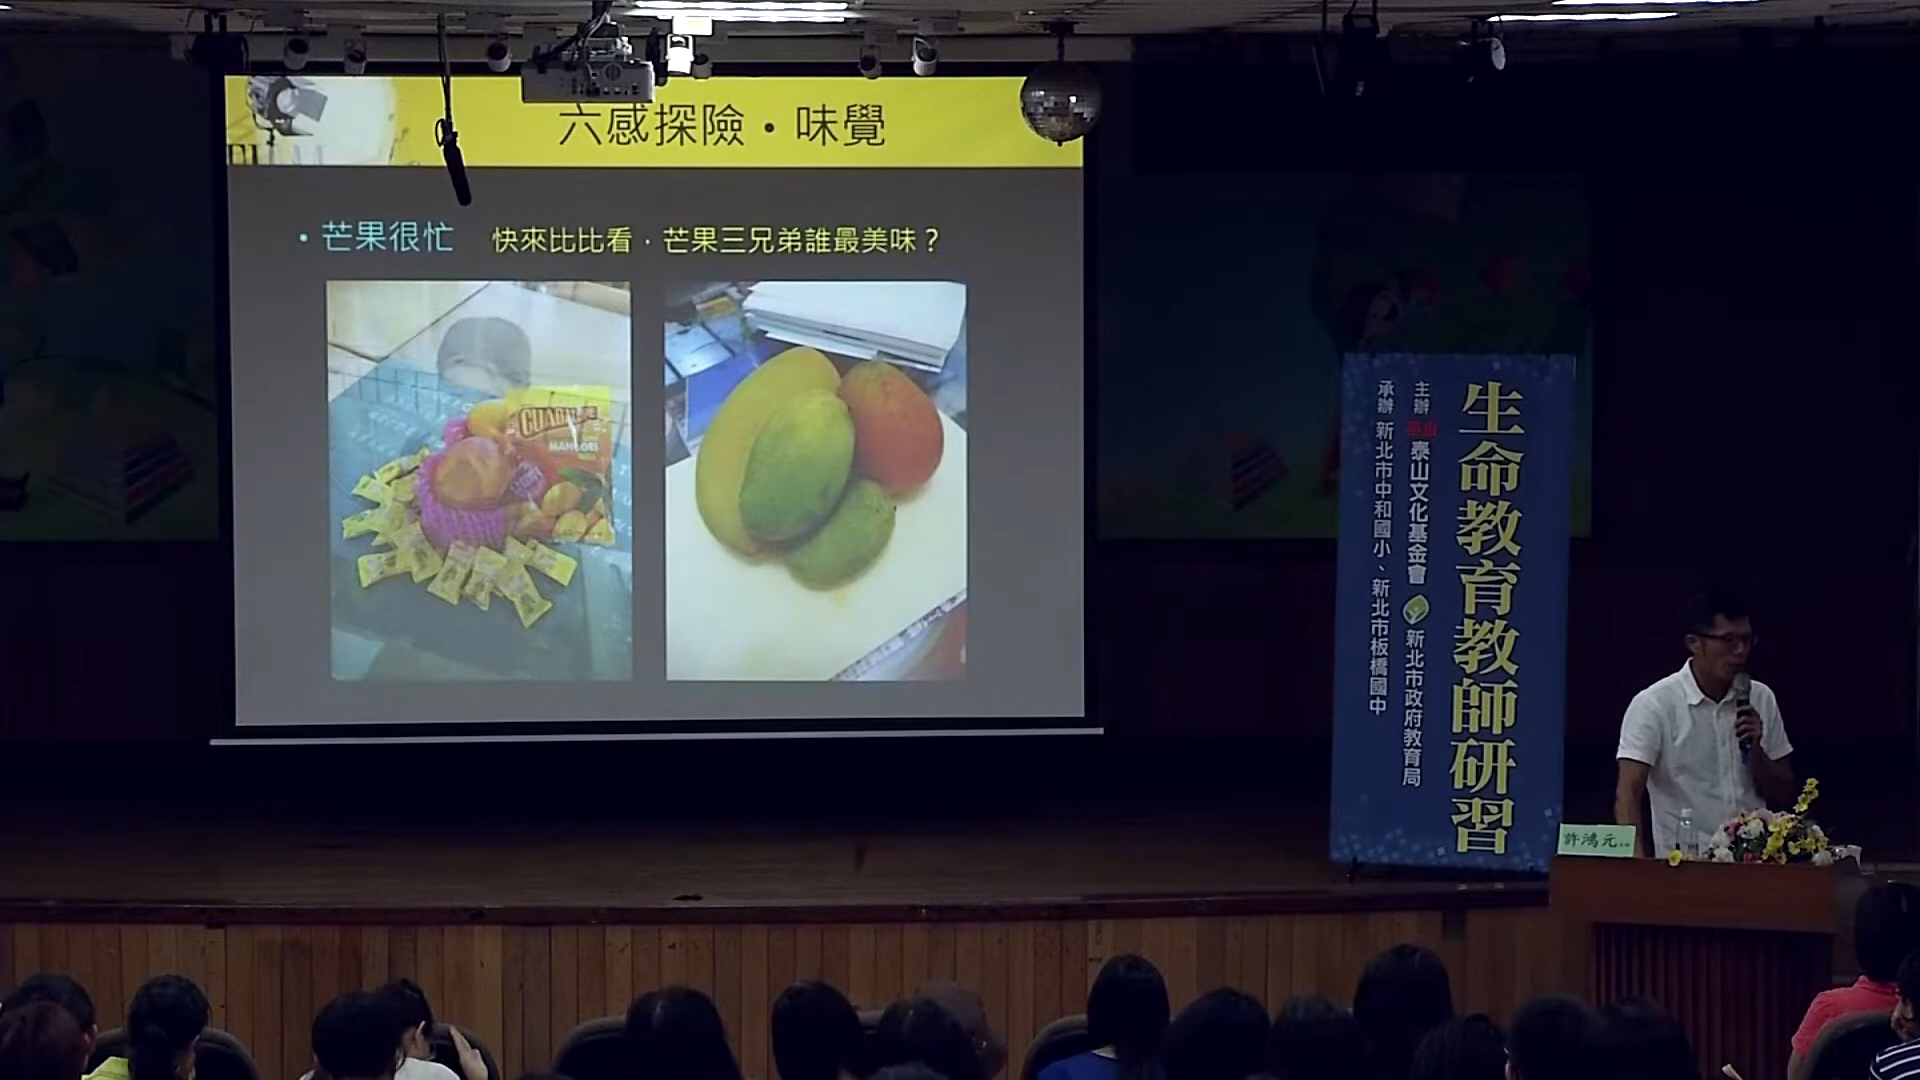 六感探險・味覺
・芒果很忙 快來比比看，芒果三兄弟誰最美味？
MANGOES
生命教育教師研習
主辦 泰山文化基金會 新北市政府教育局
承辦 新北市中和國小、新北市板橋國中
許鴻元